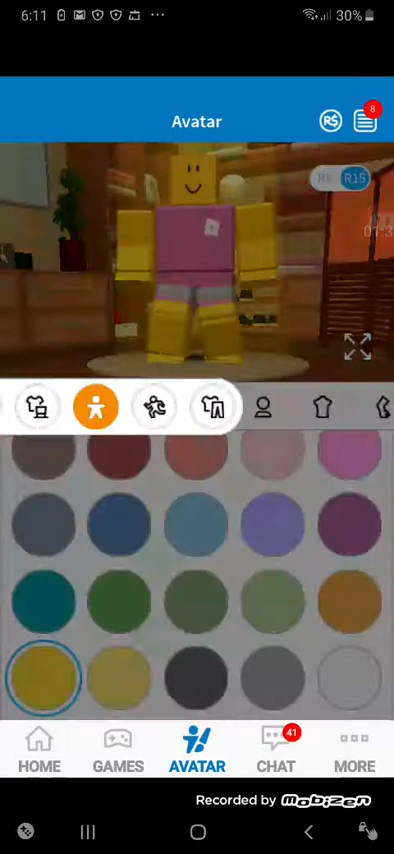 6:11
30%
Avatar
R$
8
R6 R15
HOME GAMES AVATAR CHAT MORE
41
Recorded by mobizen